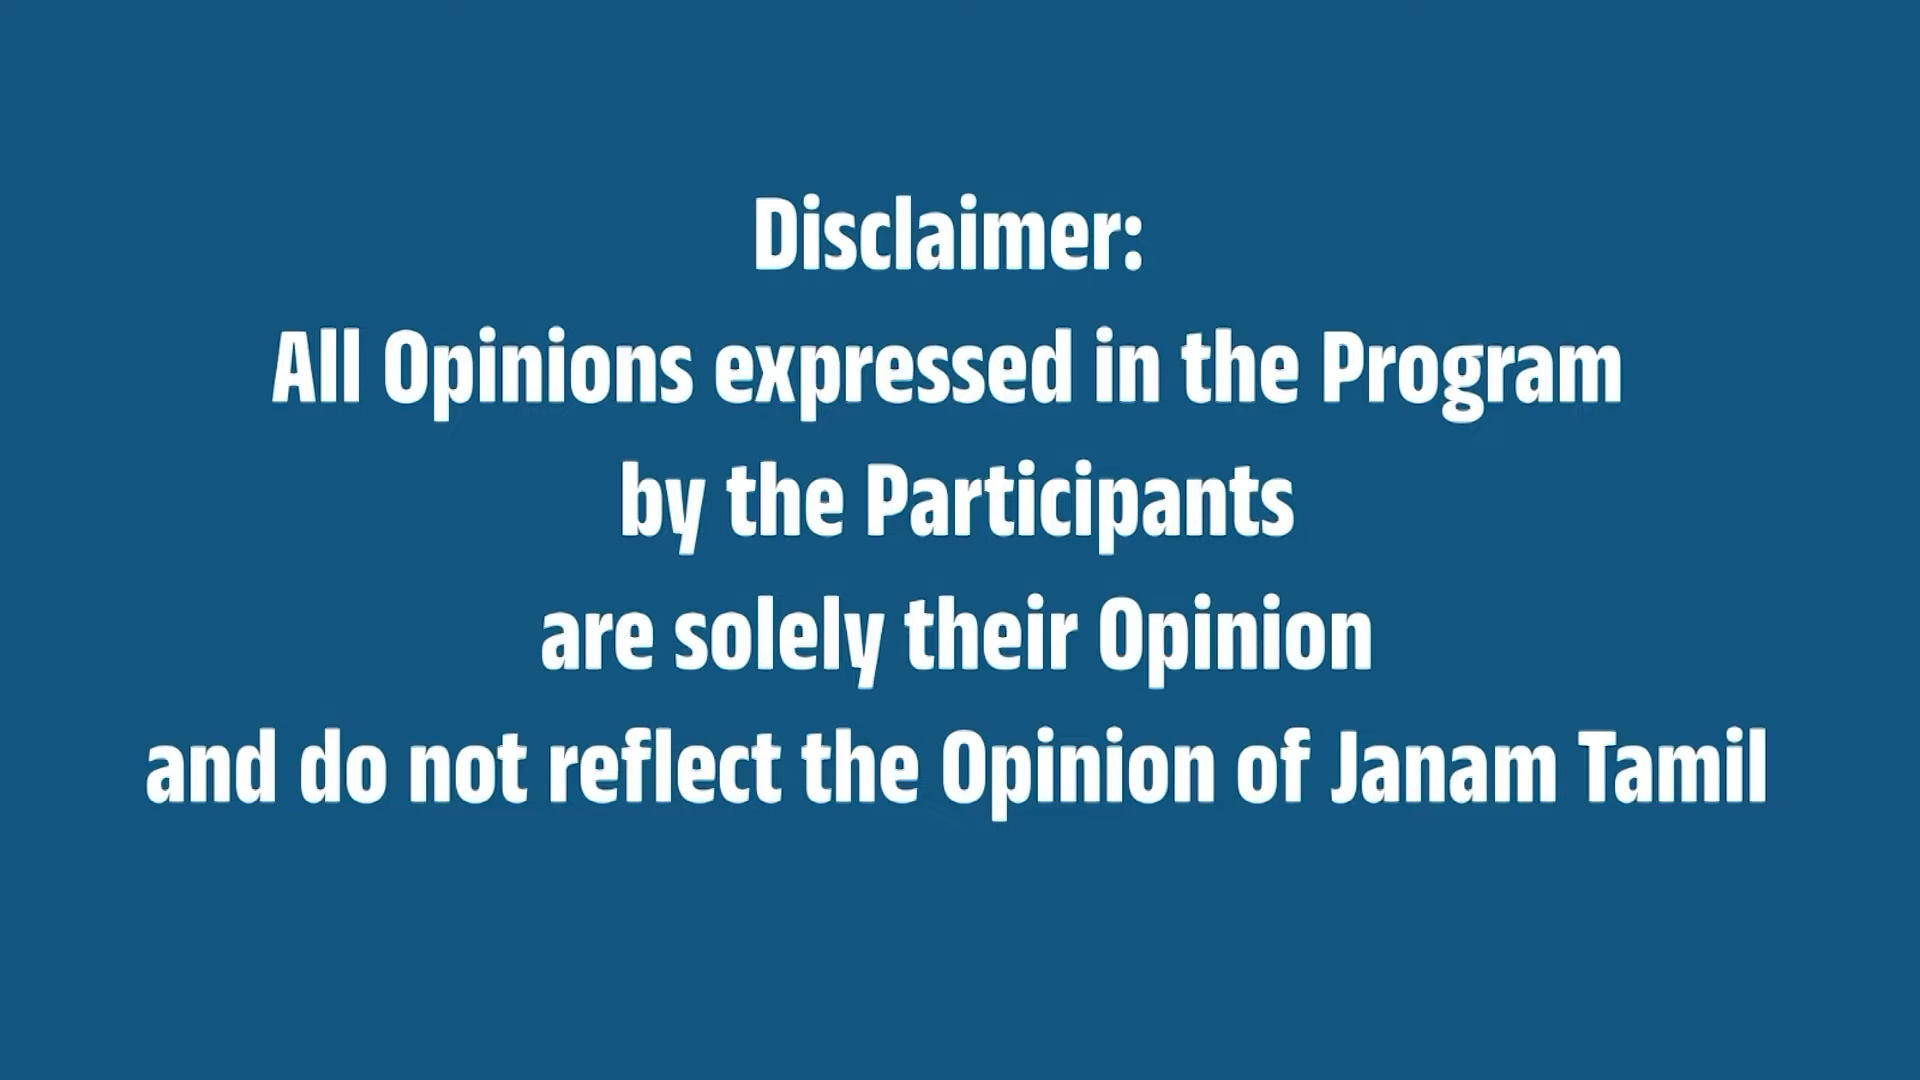 Disclaimer:
All Opinions expressed in the Program
by the Participants
are solely their Opinion
and do not reflect the Opinion of Janam Tamil